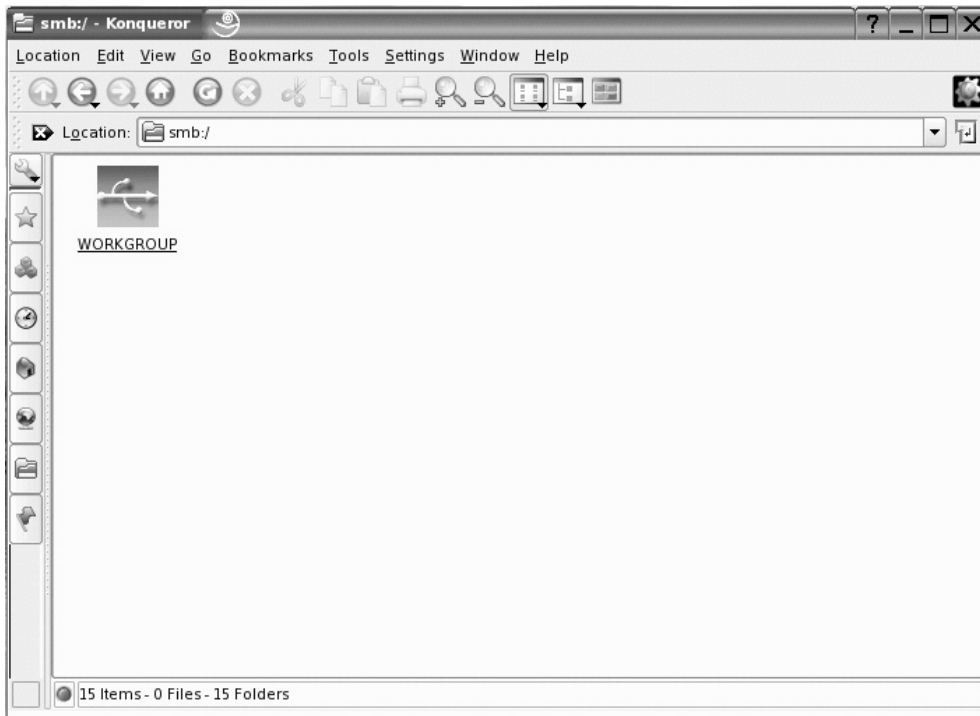 smb:/ - Konqueror
Location Edit View Go Bookmarks Tools Settings Window Help
Location: smb:/
WORKGROUP
15 Items - 0 Files - 15 Folders